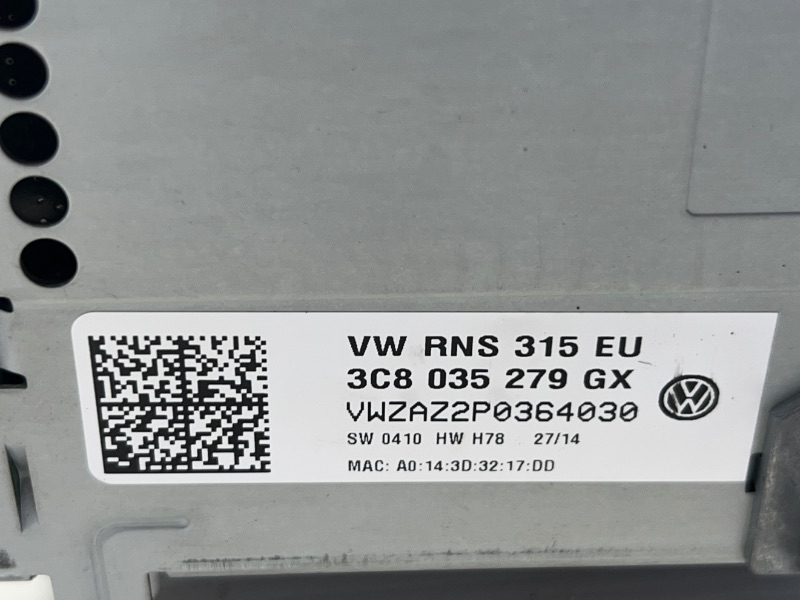 VW RNS 315 EU
3C8 035 279 GX
VWZAZ2P0364030
SW 0410 HW H78 27/14
MAC: A0:14:3D:32:17:DD